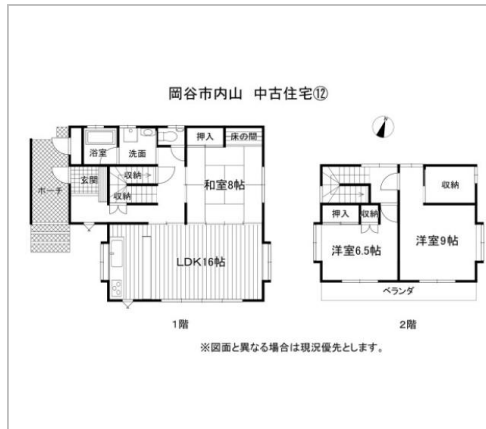 岡谷市内山 中古住宅⑫
押入
床の間
浴室
洗面
収納
玄関
収納
和室8帖
ポーチ
LDK16帖
1階
収納
押入
収納
洋室6.5帖
洋室9帖
ベランダ
2階
※図面と異なる場合は現況優先とします。